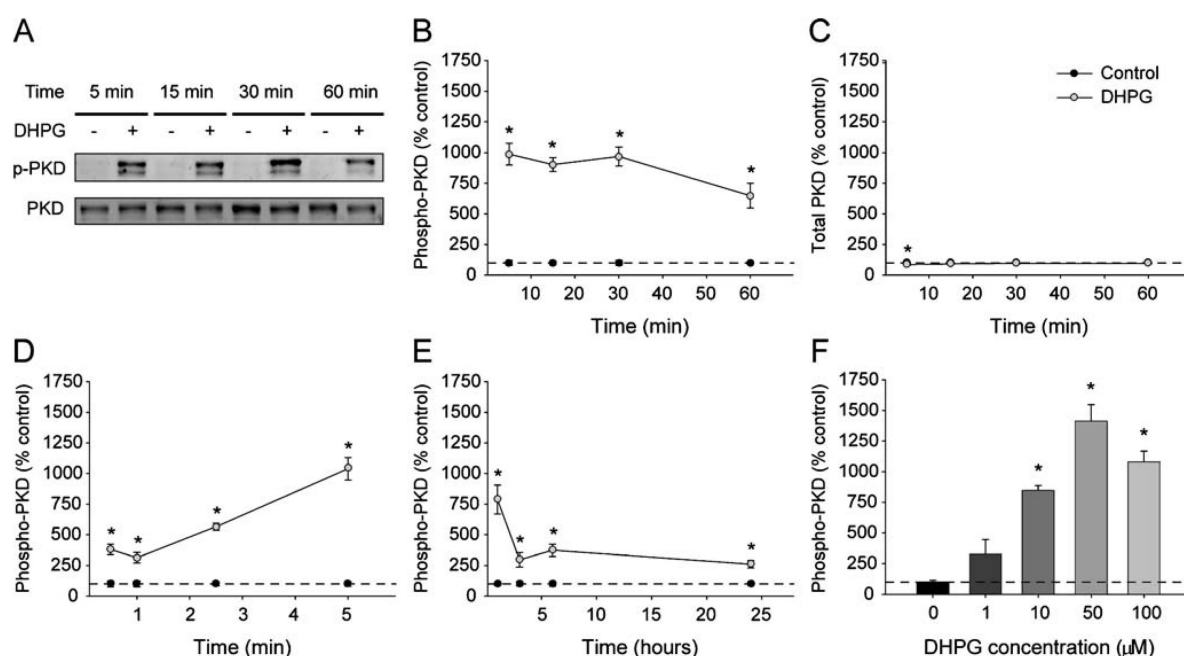 A
Time 5 min 15 min 30 min 60 min
DHPG - + - + - + - +
p-PKD
PKD
B
Phospho-PKD (% control)
1750
1500
1250
1000
750
500
250
0
* * * *
10 20 30 40 50 60
Time (min)
C
Total PKD (% control)
1750
1500
1250
1000
750
500
250
0
Control
DHPG
*
10 20 30 40 50 60
Time (min)
D
Phospho-PKD (% control)
1750
1500
1250
1000
750
500
250
0
* * * *
1 2 3 4 5
Time (min)
E
Phospho-PKD (% control)
1750
1500
1250
1000
750
500
250
0
* * * *
5 10 15 20 25
Time (hours)
F
Phospho-PKD (% control)
1750
1500
1250
1000
750
500
250
0
* * *
0 1 10 50 100
DHPG concentration (µM)